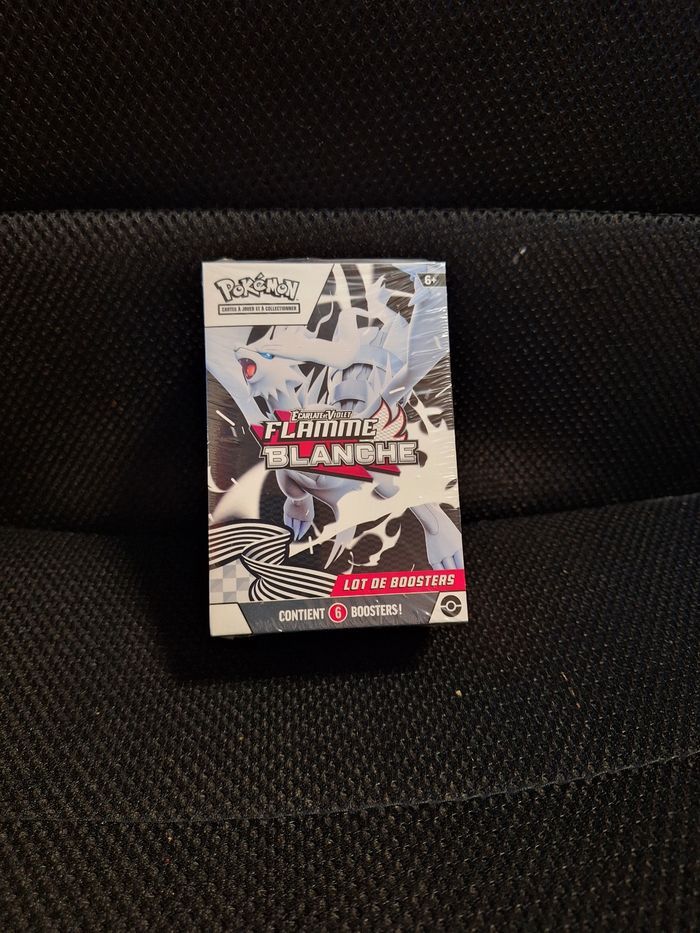 POKéMON
CARTES À JOUER ET À COLLECTIONNER
6+
ÉCARLATE ET VIOLET
FLAMME
BLANCHE
LOT DE BOOSTERS
CONTIENT 6 BOOSTERS !